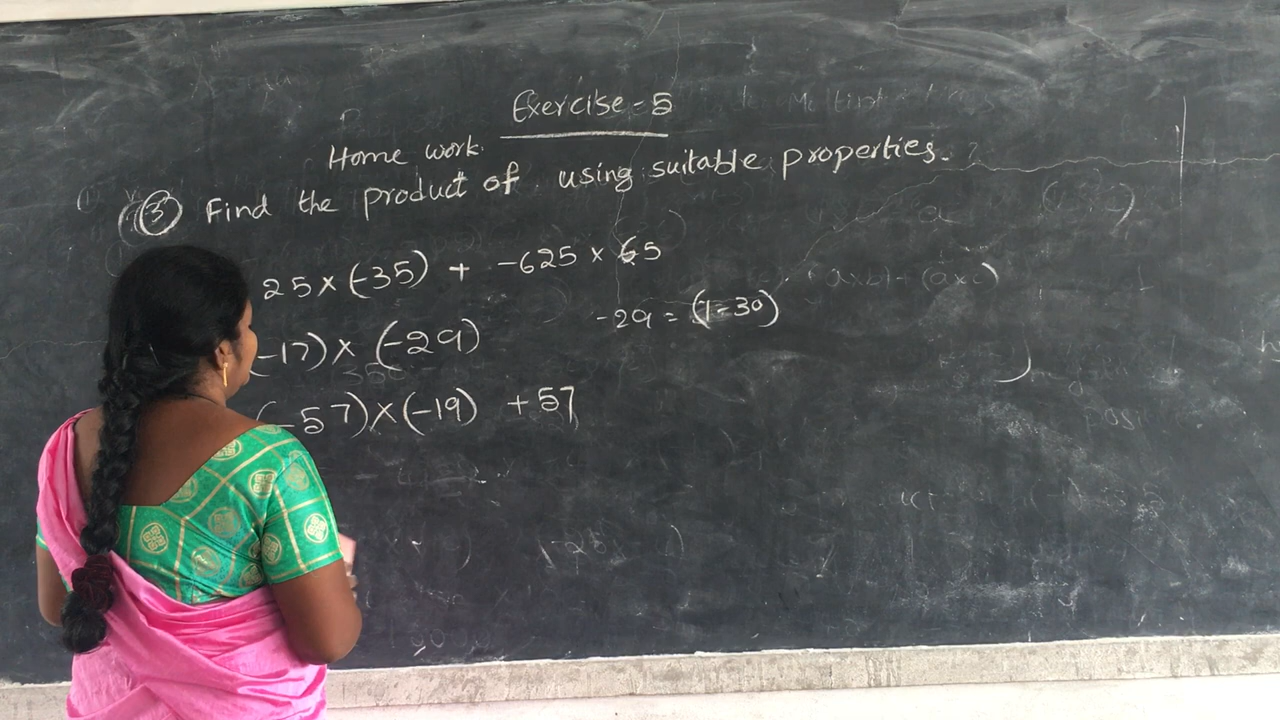 Exercise - 5
Home work.
(3) Find the product of using suitable properties.
25 × (-35) + -625 × 65
-29 = (1-30)
-17) × (-29)
(-57) × (-19) + 57